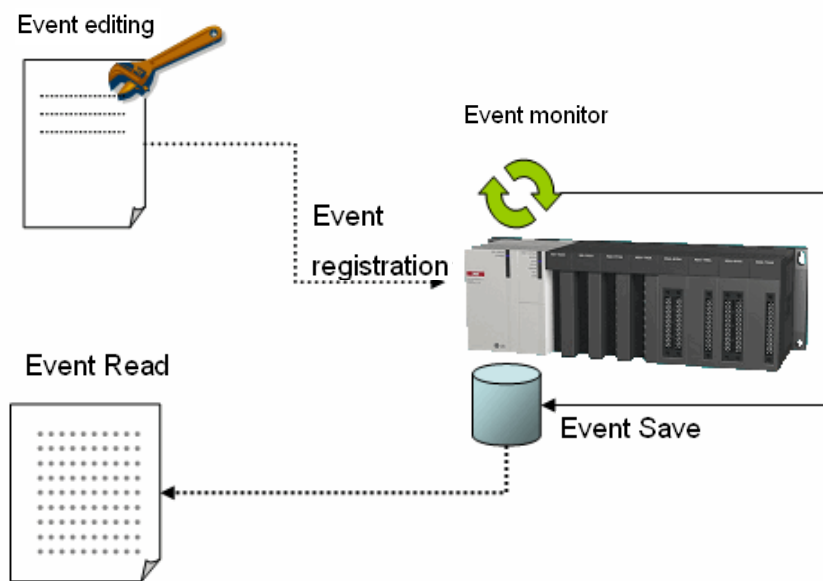 Event editing
Event monitor
Event
registration
Event Read
Event Save